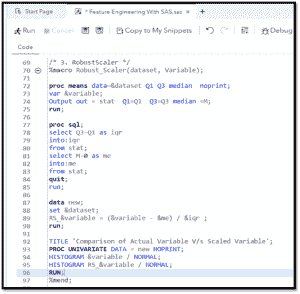 Start Page
* Feature Engineering With SAS.sas
Run
Cancel
Copy to My Snippets
Debug
Code
69 /* 3. RobustScaler */
70 %macro Robust_Scaler(dataset, Variable);
71
72 proc means data=&dataset Q1 Q3 median noprint;
73 var &variable;
74 Output out = stat Q1=Q1 Q3=Q3 median =M;
75 run;
76
77 proc sql;
78 select Q3-Q1 as iqr
79 into:iqr
80 from stat;
81 select M-0 as me
82 into:me
83 from stat;
84 quit;
85 run;
86
87 data new;
88 set &dataset;
89 RS_&variable = (&variable - &me) / &iqr ;
90 run;
91
92 TITLE 'Comparison of Actual Variable V/s Scaled Variable';
93 PROC UNIVARIATE DATA = new NOPRINT;
94 HISTOGRAM &variable / NORMAL;
95 HISTOGRAM RS_&variable / NORMAL;
96 RUN;
97 %mend;